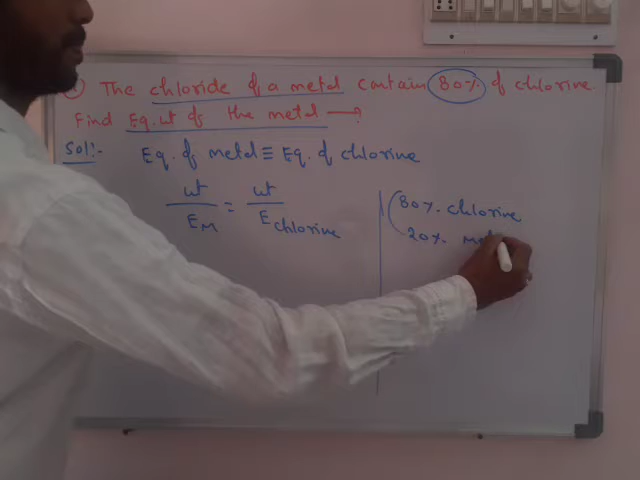 The chloride of a metal contain 80% of chlorine
Find Eq. wt of the metal →
Sol:-
Eq. of metal ≡ Eq. of chlorine
wt / E_M = wt / E_chlorine
80% chlorine
20%